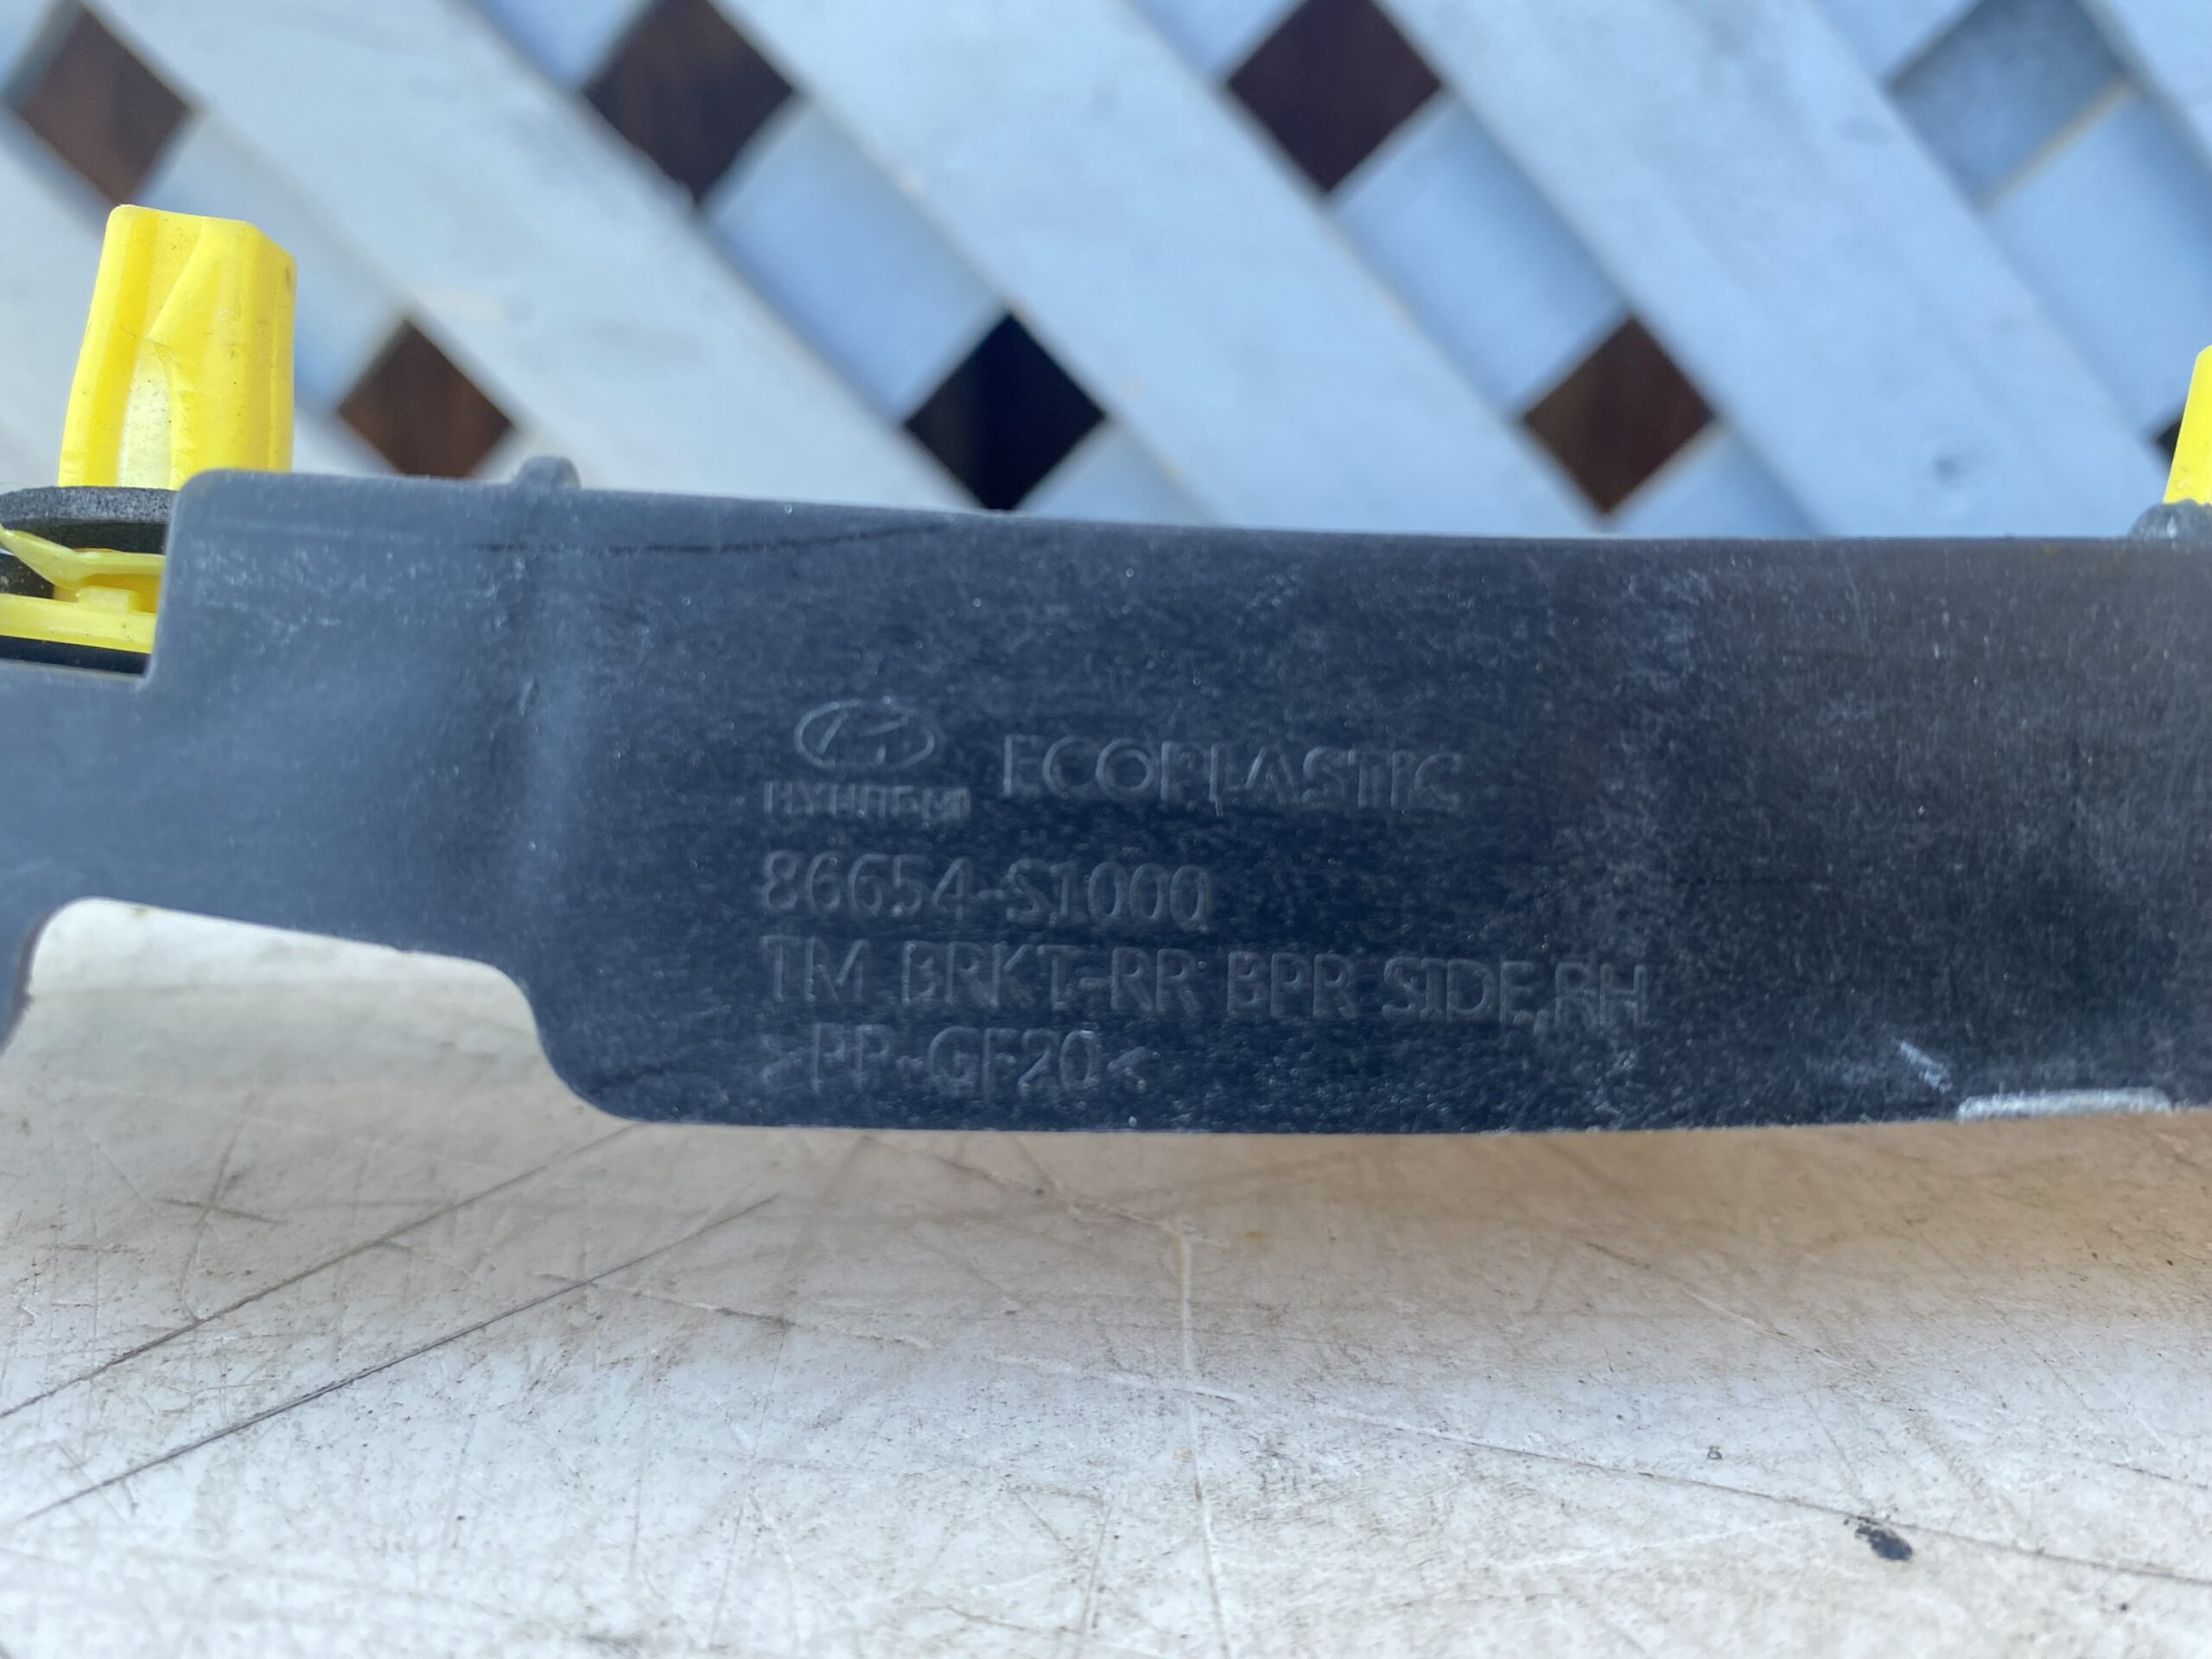 HYUNDAI ECOPLASTIC
86654-S1000
TM BRKT-RR BPR SIDE,RH
>PP-GF20<